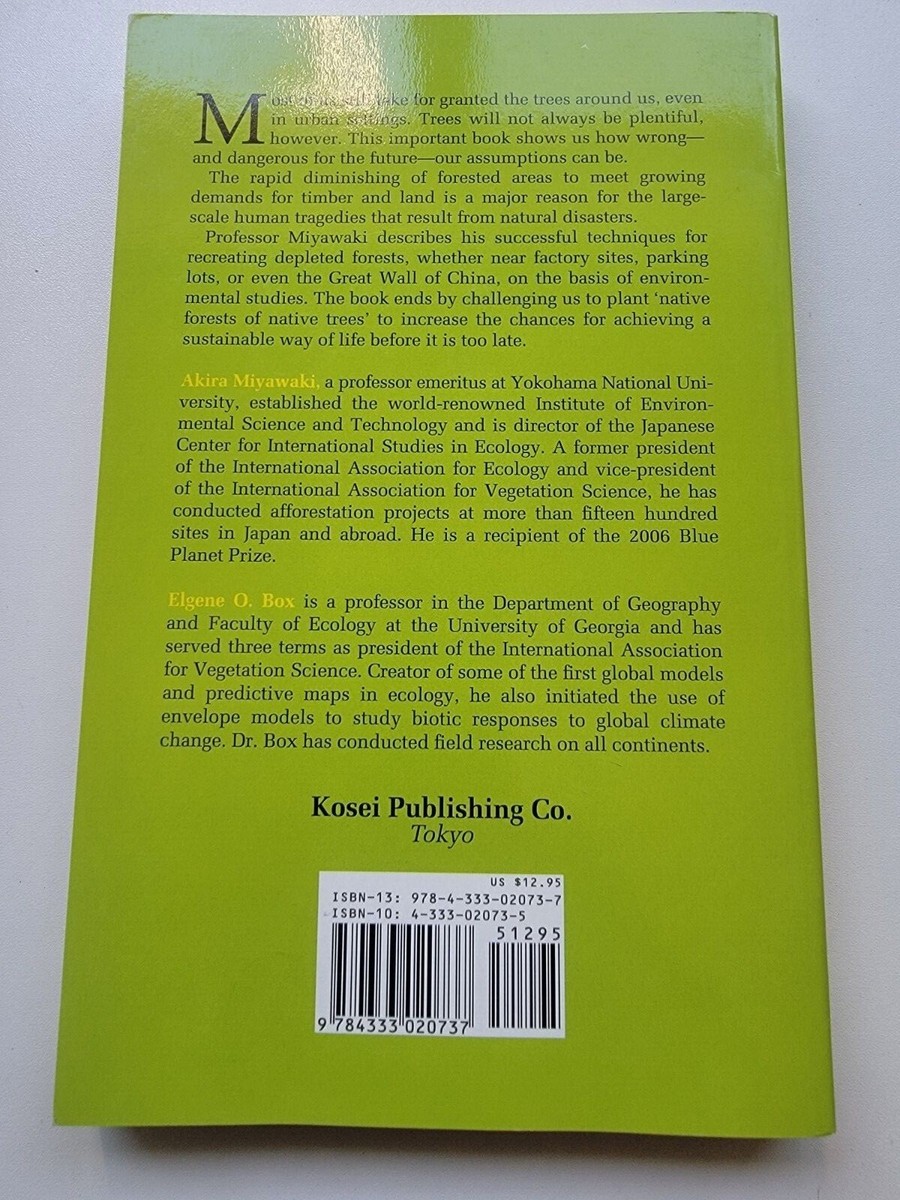 Most of us still take for granted the trees around us, even
in urban settings. Trees will not always be plentiful,
however. This important book shows us how wrong—
and dangerous for the future—our assumptions can be.
The rapid diminishing of forested areas to meet growing
demands for timber and land is a major reason for the large-
scale human tragedies that result from natural disasters.
Professor Miyawaki describes his successful techniques for
recreating depleted forests, whether near factory sites, parking
lots, or even the Great Wall of China, on the basis of environ-
mental studies. The book ends by challenging us to plant ‘native
forests of native trees’ to increase the chances for achieving a
sustainable way of life before it is too late.
Akira Miyawaki, a professor emeritus at Yokohama National Uni-
versity, established the world-renowned Institute of Environ-
mental Science and Technology and is director of the Japanese
Center for International Studies in Ecology. A former president
of the International Association for Ecology and vice-president
of the International Association for Vegetation Science, he has
conducted afforestation projects at more than fifteen hundred
sites in Japan and abroad. He is a recipient of the 2006 Blue
Planet Prize.
Elgene O. Box is a professor in the Department of Geography
and Faculty of Ecology at the University of Georgia and has
served three terms as president of the International Association
for Vegetation Science. Creator of some of the first global models
and predictive maps in ecology, he also initiated the use of
envelope models to study biotic responses to global climate
change. Dr. Box has conducted field research on all continents.
Kosei Publishing Co.
Tokyo
US $12.95
ISBN-13: 978-4-333-02073-7
ISBN-10: 4-333-02073-5
51295
9 784333 020737